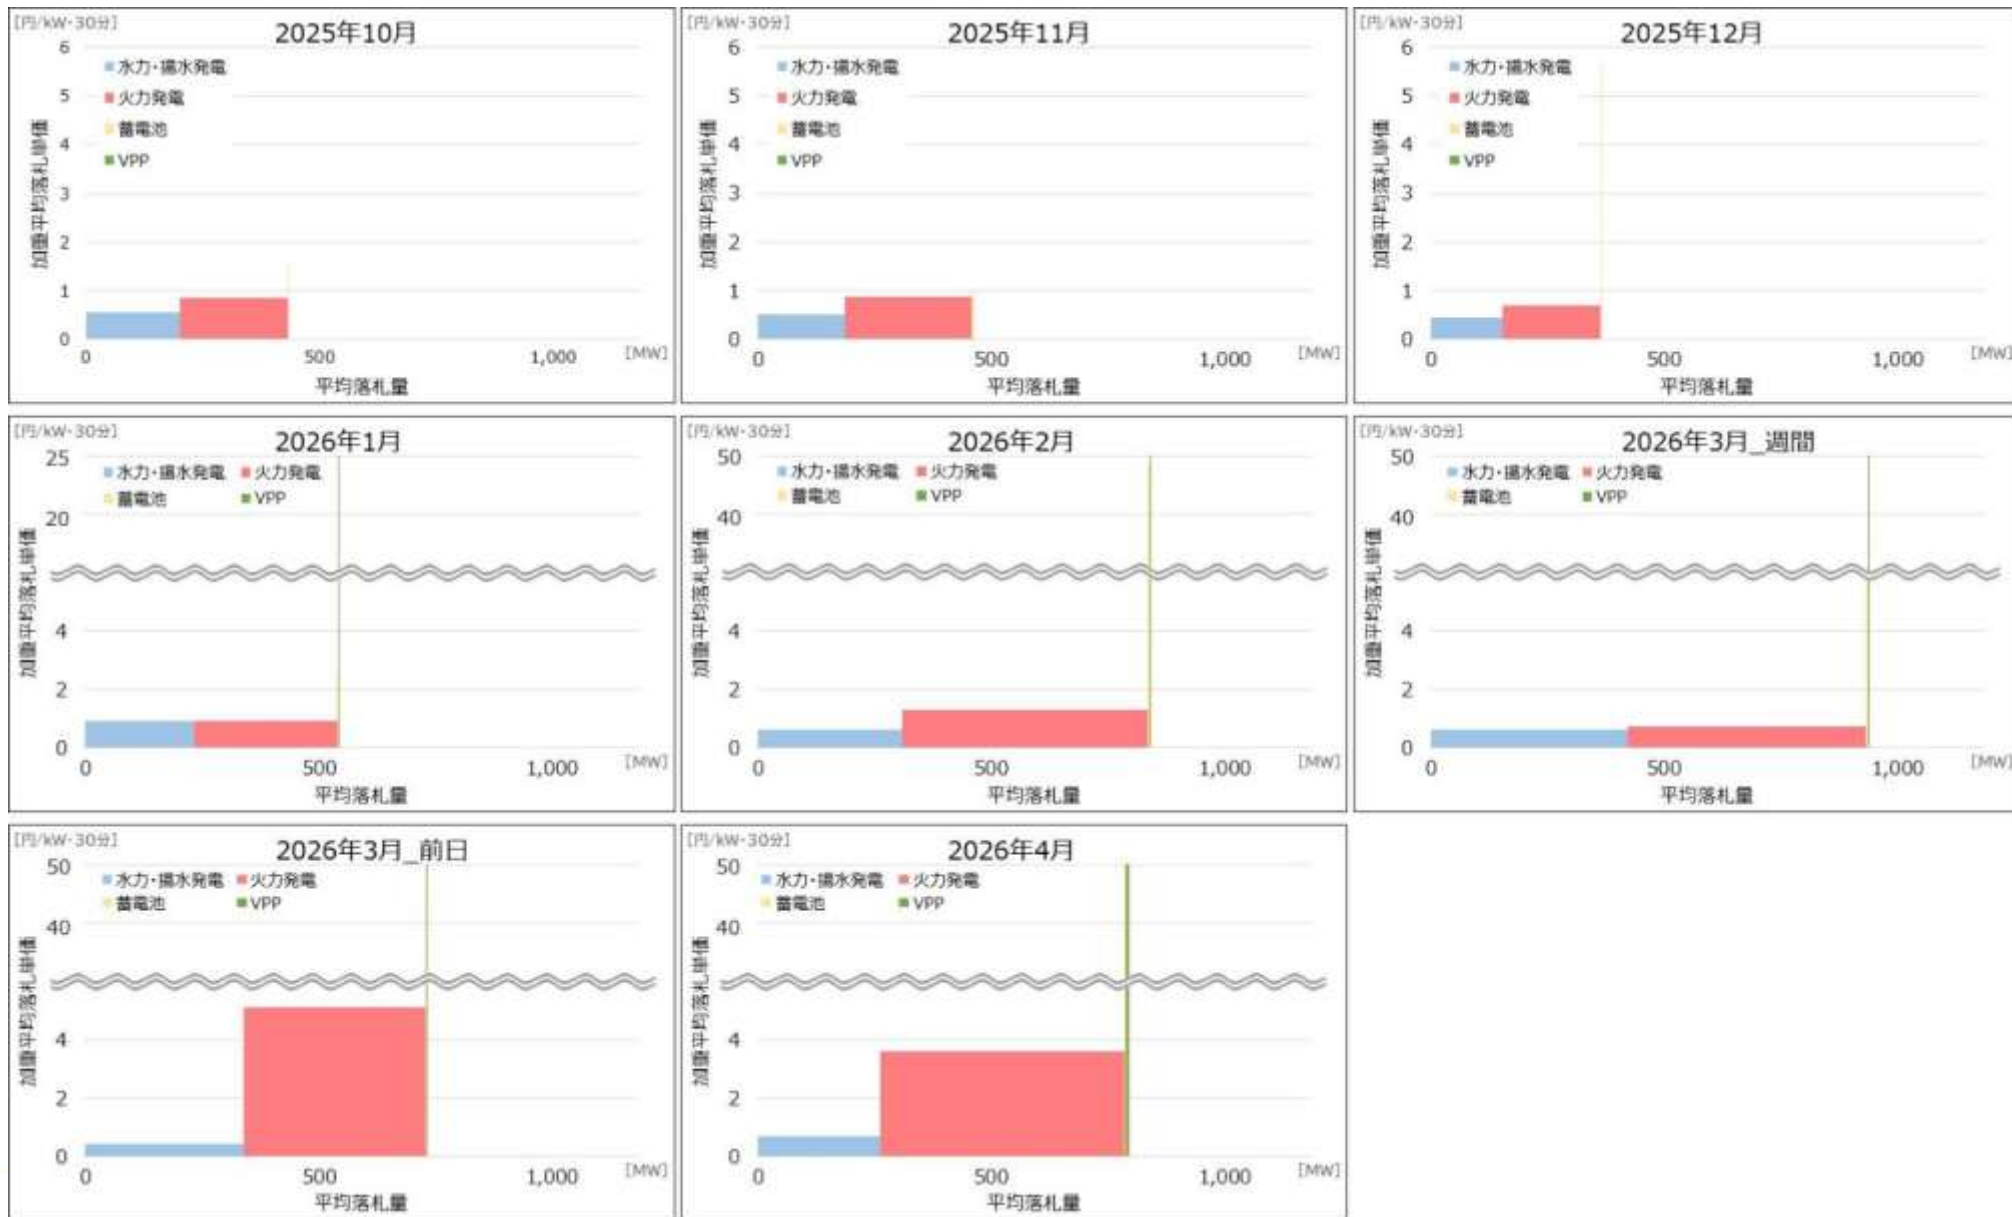 [円/kW・30分]
2025年10月
6
水力・揚水発電
5
火力発電
蓄電池
4
VPP
3
2
1
0
加重平均落札単価
0
500
1,000
[MW]
平均落札量
[円/kW・30分]
2025年11月
6
水力・揚水発電
5
火力発電
蓄電池
4
VPP
3
2
1
0
加重平均落札単価
0
500
1,000
[MW]
平均落札量
[円/kW・30分]
2025年12月
6
水力・揚水発電
5
火力発電
蓄電池
4
VPP
3
2
1
0
加重平均落札単価
0
500
1,000
[MW]
平均落札量
[円/kW・30分]
2026年1月
25
水力・揚水発電 火力発電
蓄電池 VPP
20
4
2
0
加重平均落札単価
0
500
1,000
[MW]
平均落札量
[円/kW・30分]
2026年2月
50
水力・揚水発電 火力発電
蓄電池 VPP
40
4
2
0
加重平均落札単価
0
500
1,000
[MW]
平均落札量
[円/kW・30分]
2026年3月_週間
50
水力・揚水発電 火力発電
蓄電池 VPP
40
4
2
0
加重平均落札単価
0
500
1,000
[MW]
平均落札量
[円/kW・30分]
2026年3月_前日
50
水力・揚水発電 火力発電
蓄電池 VPP
40
4
2
0
加重平均落札単価
0
500
1,000
[MW]
平均落札量
[円/kW・30分]
2026年4月
50
水力・揚水発電 火力発電
蓄電池 VPP
40
4
2
0
加重平均落札単価
0
500
1,000
[MW]
平均落札量